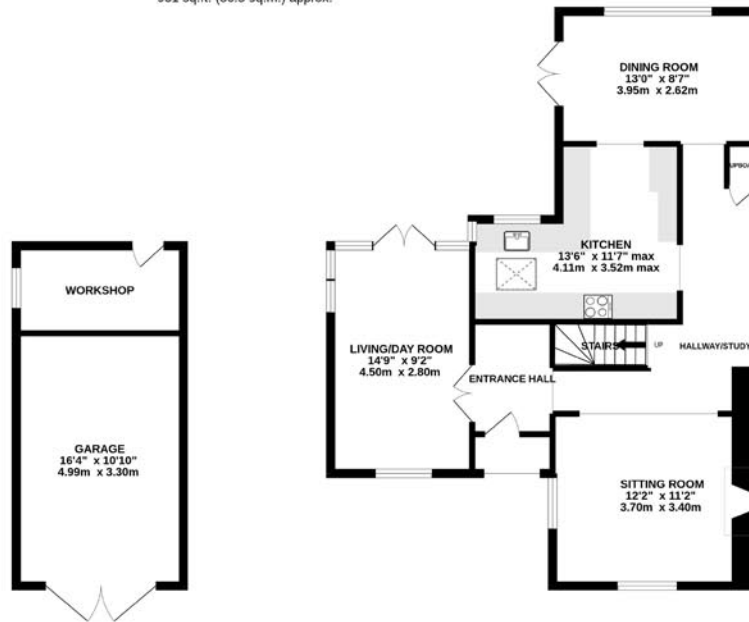 DINING ROOM
13'0" x 8'7"
3.95m x 2.62m
KITCHEN
13'6" x 11'7" max
4.11m x 3.52m max
WORKSHOP
LIVING/DAY ROOM
14'9" x 9'2"
4.50m x 2.80m
STAIRS
UP
HALLWAY/STUDY
ENTRANCE HALL
GARAGE
16'4" x 10'10"
4.99m x 3.30m
SITTING ROOM
12'2" x 11'2"
3.70m x 3.40m